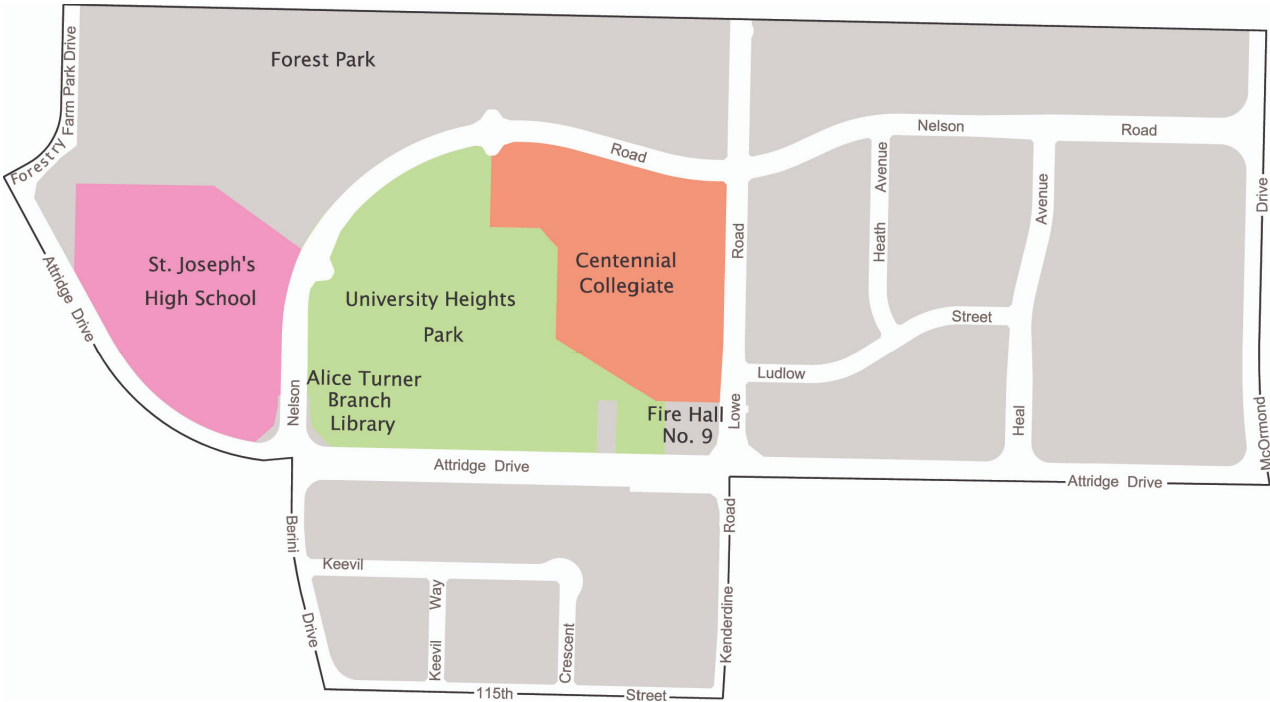 Forest Park
Forestry Farm Park Drive
Nelson
Road
Road
Heath
Avenue
Avenue
Drive
Road
St. Joseph's
High School
Attridge Drive
University Heights
Park
Centennial
Collegiate
Street
Ludlow
Alice Turner
Branch
Library
Nelson
Fire Hall
No. 9
Lowe
Heal
McOrmond
Attridge Drive
Attridge Drive
Berini
Drive
Road
Kenderdine
Keevil
Way
Keevil
Crescent
115th
Street